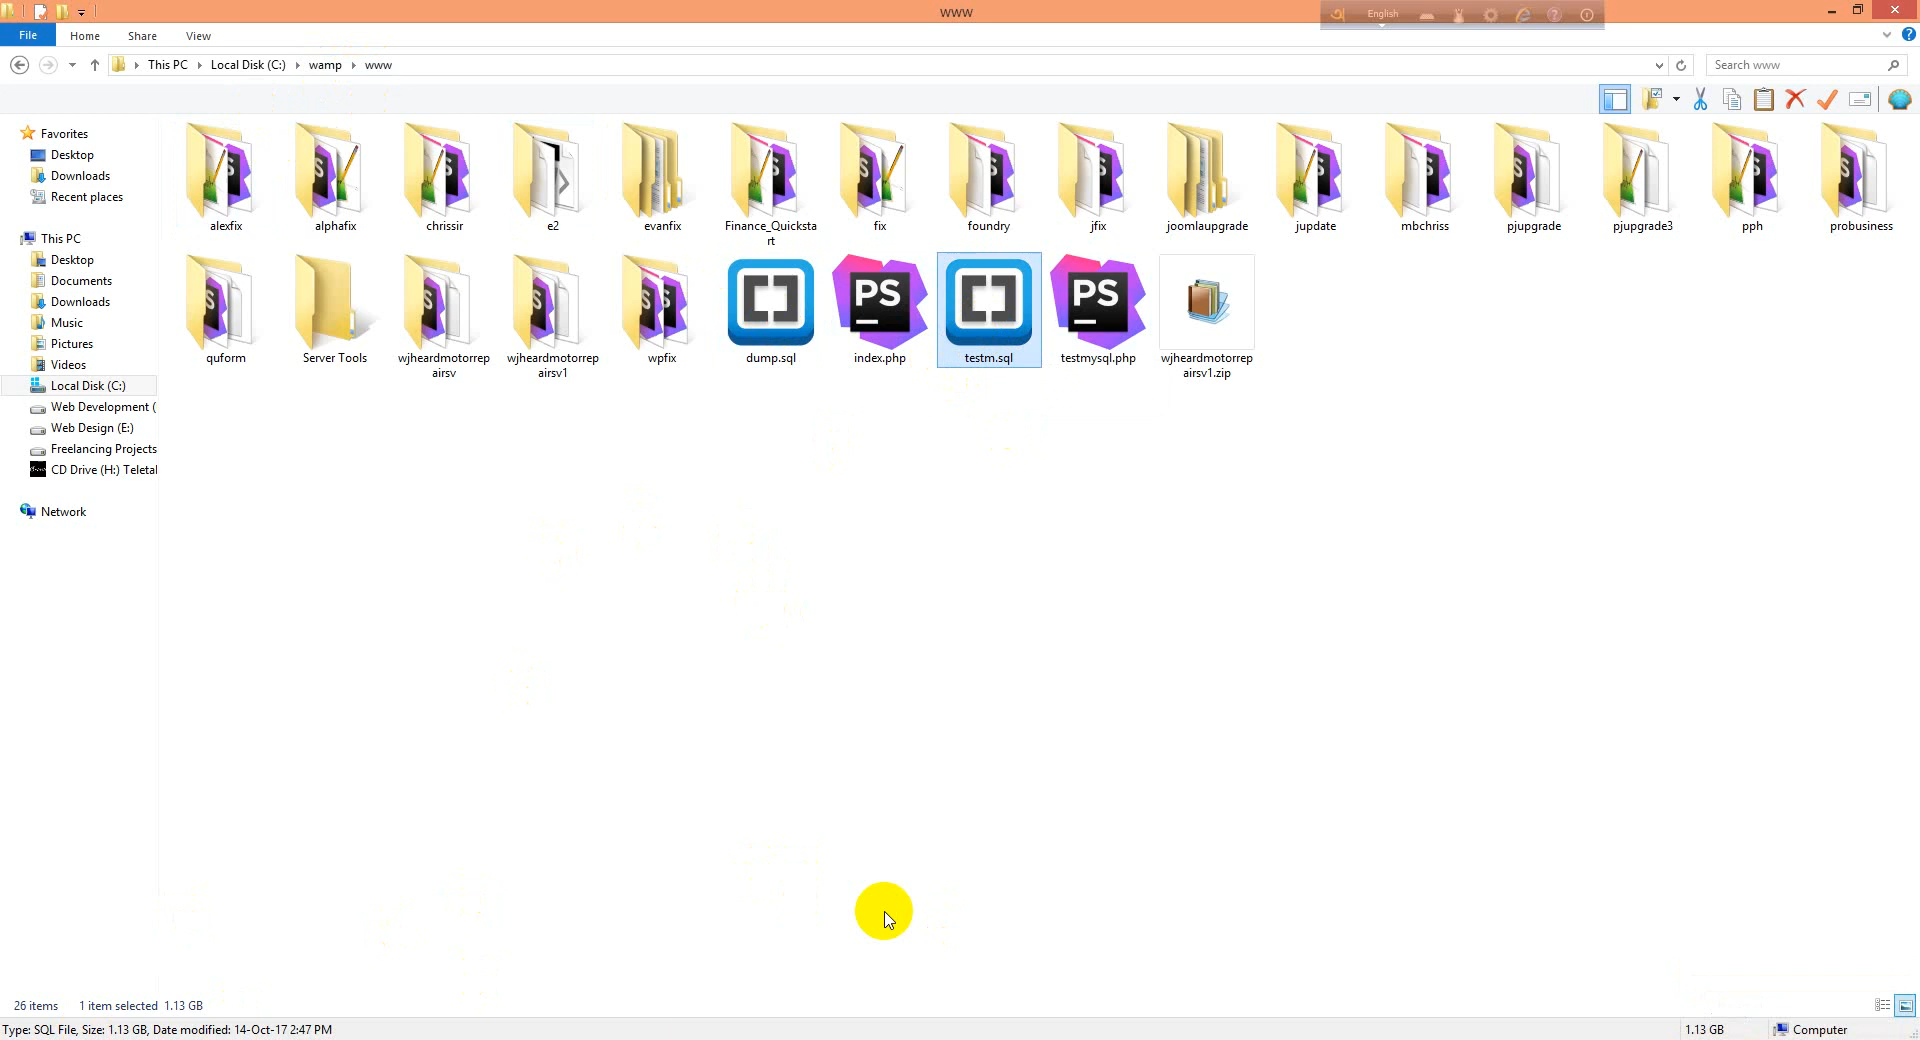 www
English
File
Home
Share
View
This PC
Local Disk (C:)
wamp
www
Search www
Favorites
Desktop
Downloads
Recent places
This PC
Desktop
Documents
Downloads
Music
Pictures
Videos
Local Disk (C:)
Web Development (
Web Design (E:)
Freelancing Projects
CD Drive (H:) Teletal
Network
alexfix
alphafix
chrissir
e2
evanfix
Finance_Quicksta
rt
fix
foundry
jfix
joomlaupgrade
jupdate
mbchriss
pjupgrade
pjupgrade3
pph
probusiness
quform
Server Tools
wjheardmotorrep
airsv
wjheardmotorrep
airsv1
wpfix
dump.sql
PS
index.php
testm.sql
PS
testmysql.php
wjheardmotorrep
airsv1.zip
26 items
1 item selected 1.13 GB
Type: SQL File, Size: 1.13 GB, Date modified: 14-Oct-17 2:47 PM
1.13 GB
Computer